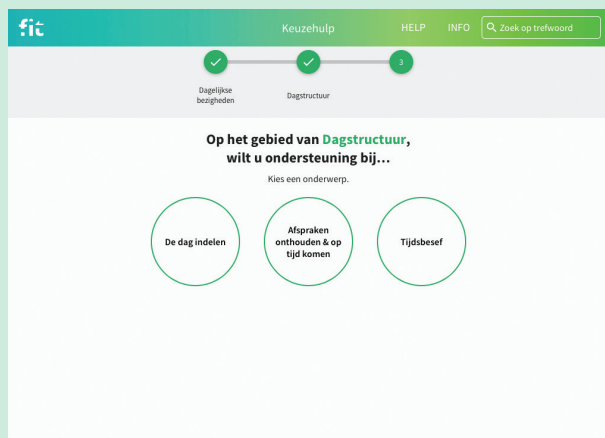 fit
Keuzehulp
HELP
INFO
Zoek op trefwoord
3
Dagelijkse
bezigheden
Dagstructuur
Op het gebied van Dagstructuur,
wilt u ondersteuning bij...
Kies een onderwerp.
De dag indelen
Afspraken
onthouden & op
tijd komen
Tijdsbesef